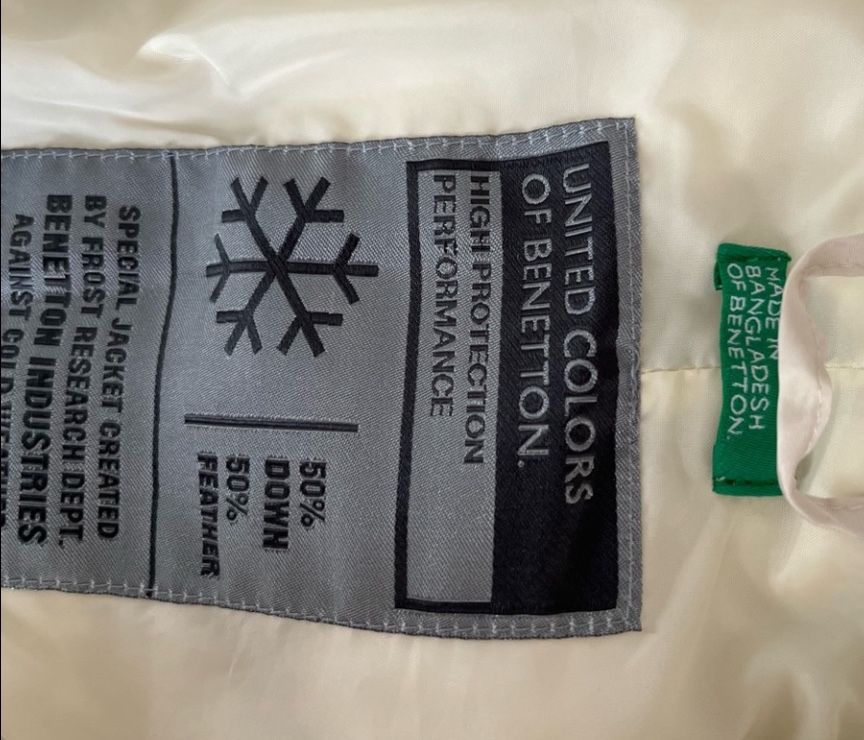 UNITED COLORS
OF BENETTON.
HIGH PROTECTION
PERFORMANCE
50%
DOWN
50%
FEATHER
SPECIAL JACKET CREATED
BY FROST RESEARCH DEPT.
BENETTON INDUSTRIES
AGAINST COLD
MADE IN
BANGLADESH
OF BENETTON.